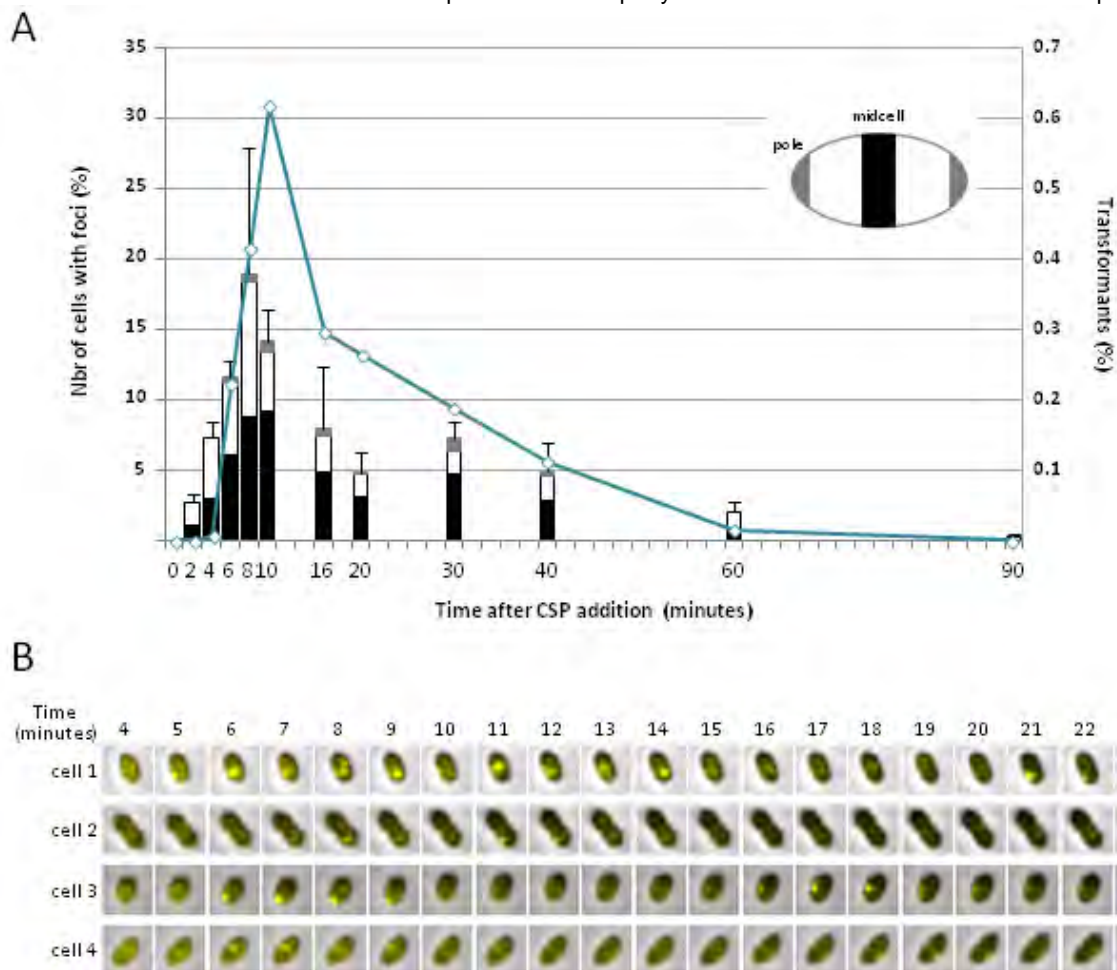 A
35
30
25
20
15
10
5
0.7
0.6
0.5
0.4
0.3
0.2
0.1
Nbr of cells with foci (%)
Transformants (%)
midcell
pole
0 2 4 6 8 10 16 20 30 40 60 90
Time after CSP addition (minutes)
B
Time
(minutes) 4 5 6 7 8 9 10 11 12 13 14 15 16 17 18 19 20 21 22
cell 1
cell 2
cell 3
cell 4